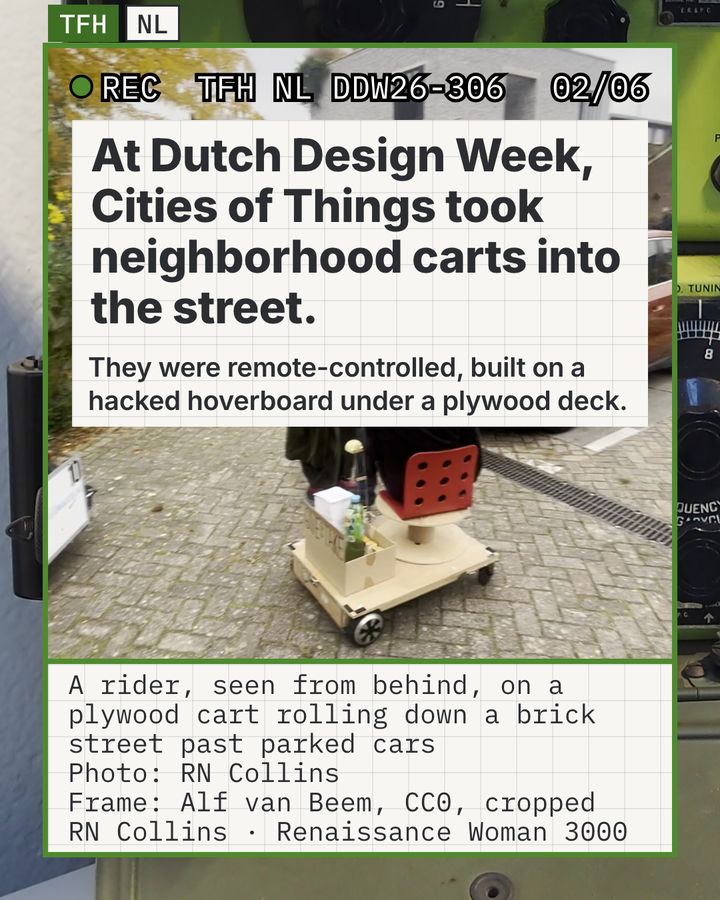 TFH NL
REC TFH NL DDW26-306 02/06
At Dutch Design Week,
Cities of Things took
neighborhood carts into
the street.
They were remote-controlled, built on a
hacked hoverboard under a plywood deck.
A rider, seen from behind, on a
plywood cart rolling down a brick
street past parked cars
Photo: RN Collins
Frame: Alf van Beem, CC0, cropped
RN Collins · Renaissance Woman 3000
8